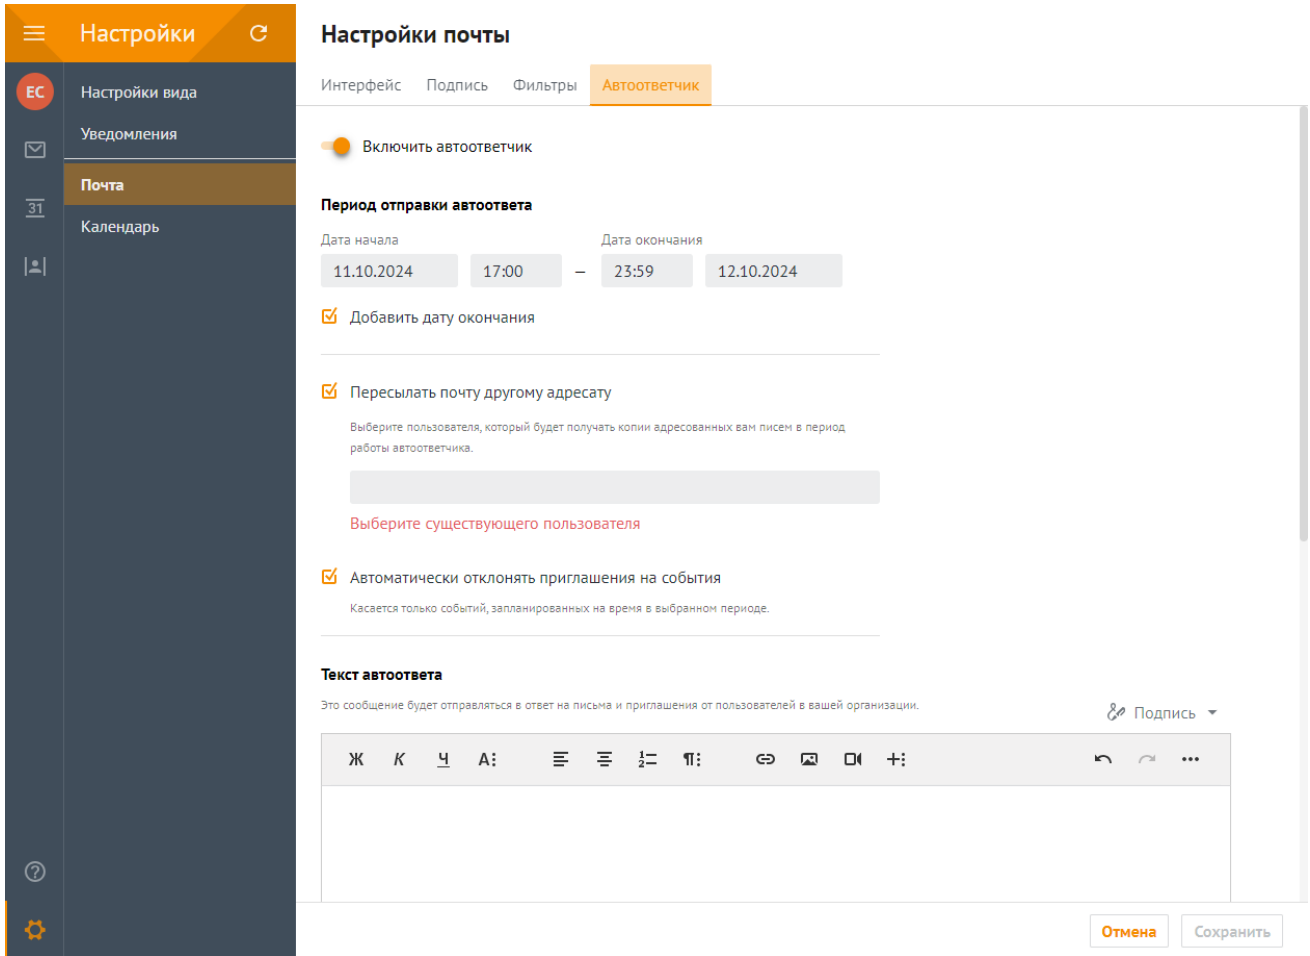 Настройки
Настройки почты
EC
Настройки вида
Уведомления
Почта
31
Календарь
Интерфейс Подпись Фильтры Автоответчик
Включить автоответчик
Период отправки автоответа
Дата начала Дата окончания
11.10.2024 17:00 – 23:59 12.10.2024
Добавить дату окончания
Пересылать почту другому адресату
Выберите пользователя, который будет получать копии адресованных вам писем в период
работы автоответчика.
Выберите существующего пользователя
Автоматически отклонять приглашения на события
Касается только событий, запланированных на время в выбранном периоде.
Текст автоответа
Это сообщение будет отправляться в ответ на письма и приглашения от пользователей в вашей организации.
Подпись
Ж К Ч А
Отмена Сохранить